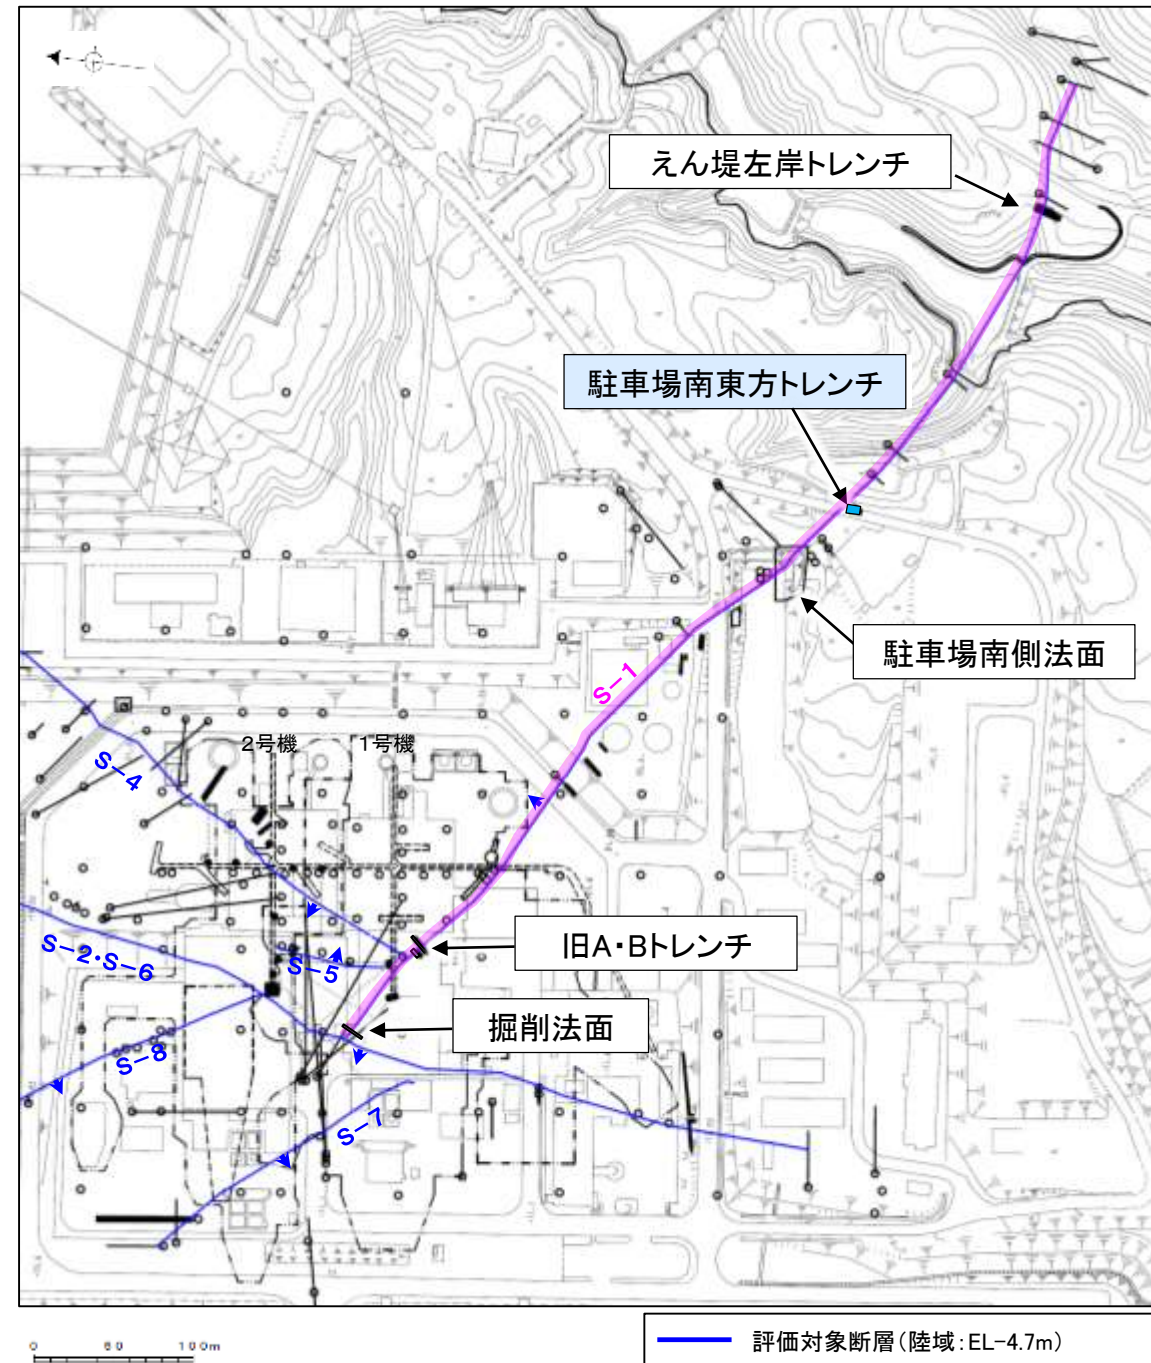 えん堤左岸トレンチ
駐車場南東方トレンチ
駐車場南側法面
S-1
2号機
1号機
S-4
旧A・Bトレンチ
S-2・S-6
S-5
掘削法面
S-8
S-7
0
100m
評価対象断層(陸域:EL-4.7m)